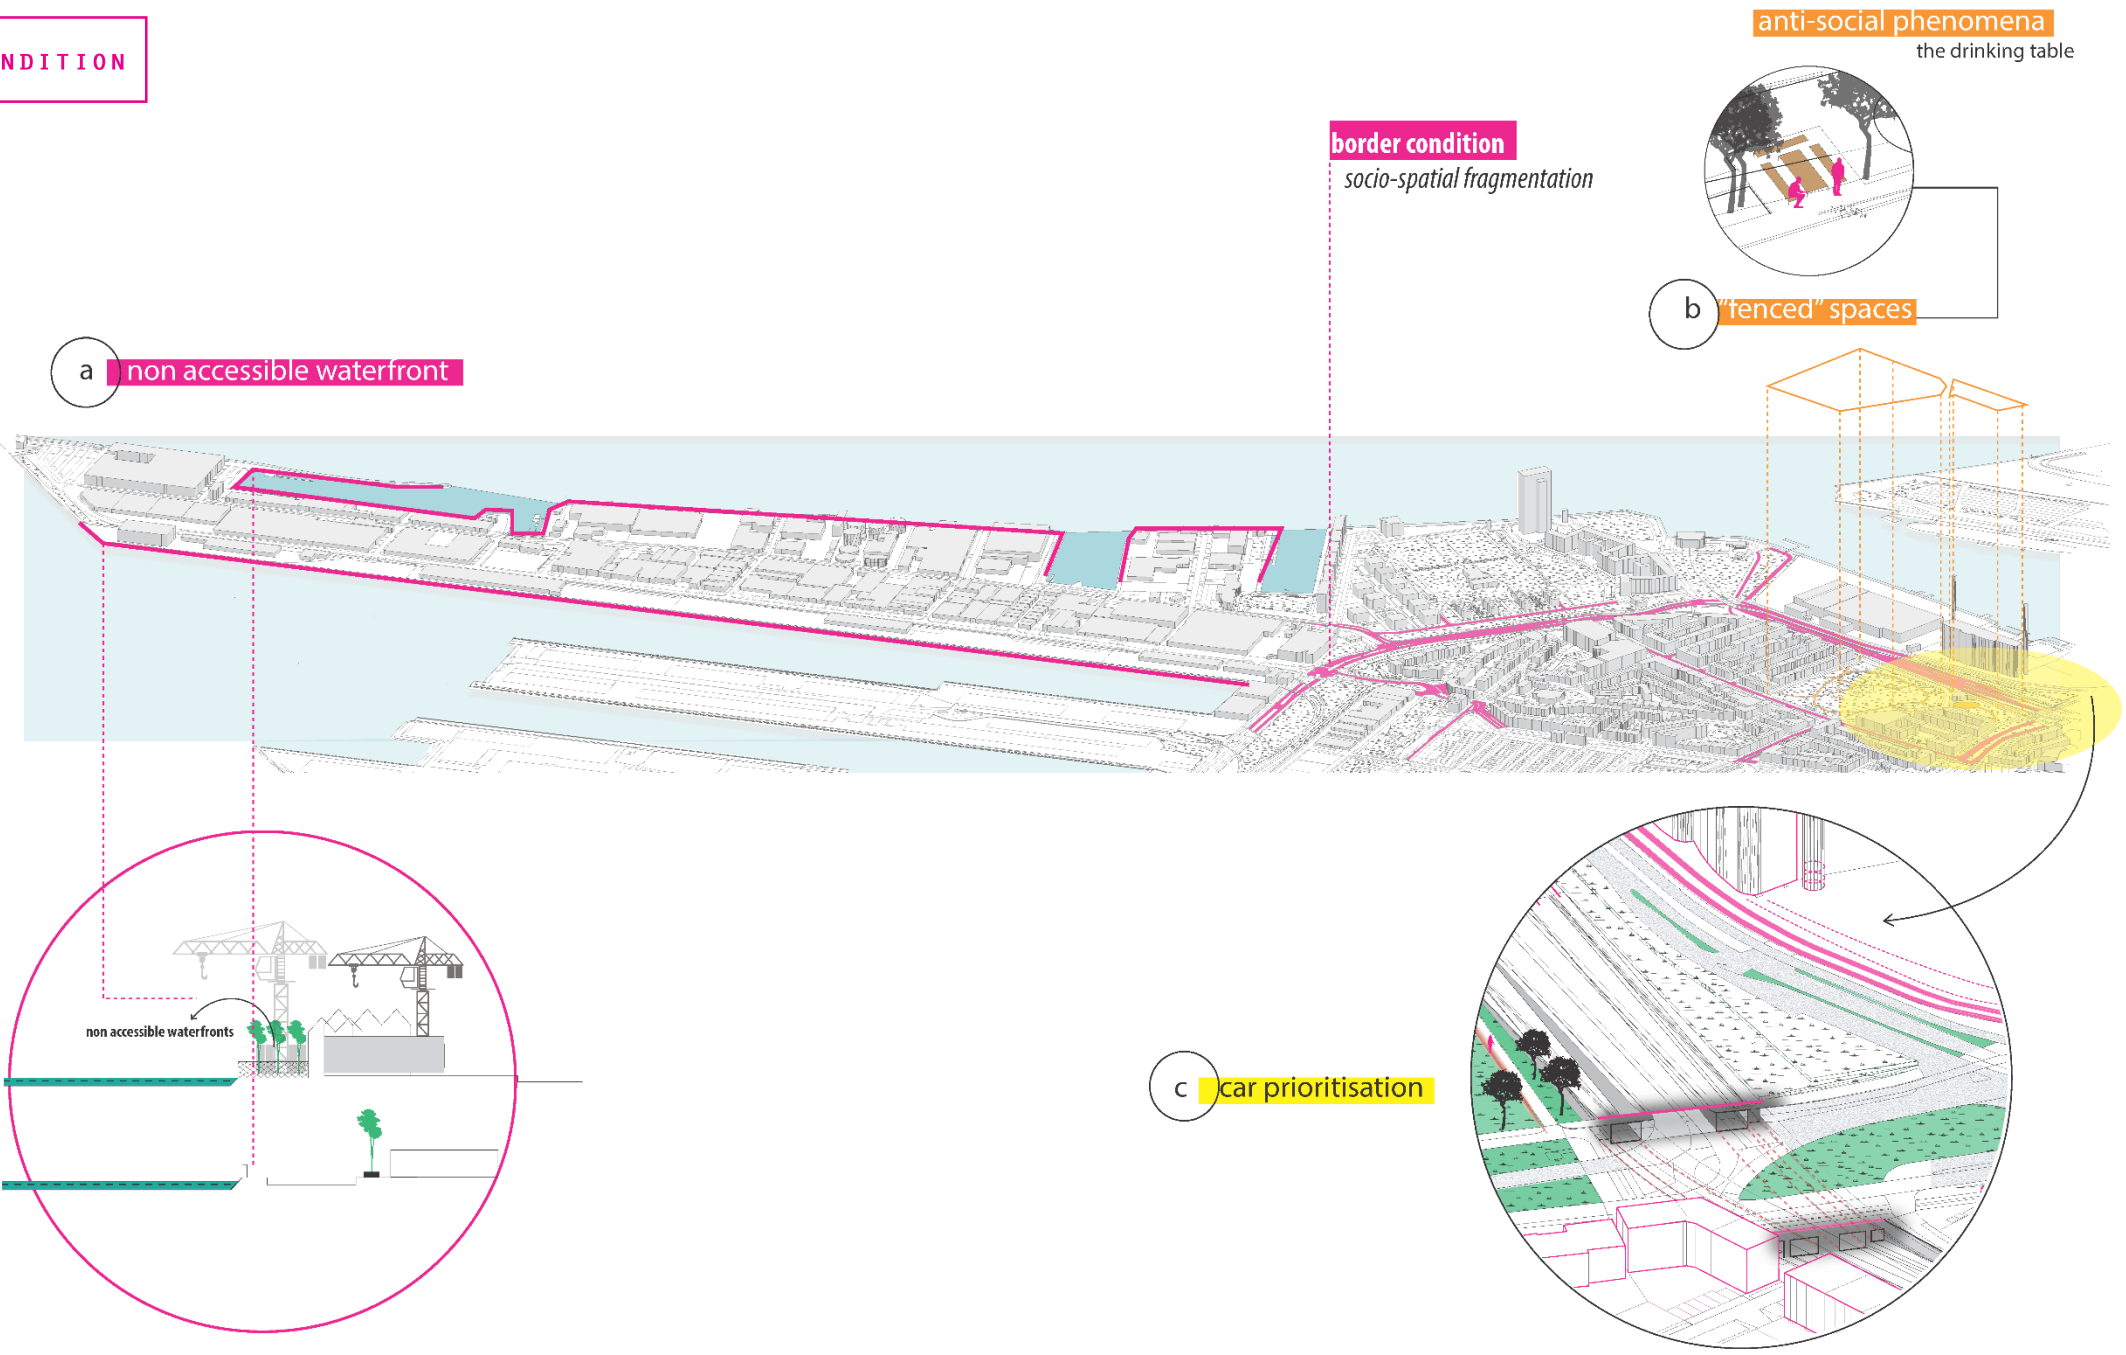 NDITION
anti-social phenomena
the drinking table
border condition
socio-spatial fragmentation
b "fenced" spaces
a non accessible waterfront
non accessible waterfronts
c car prioritisation